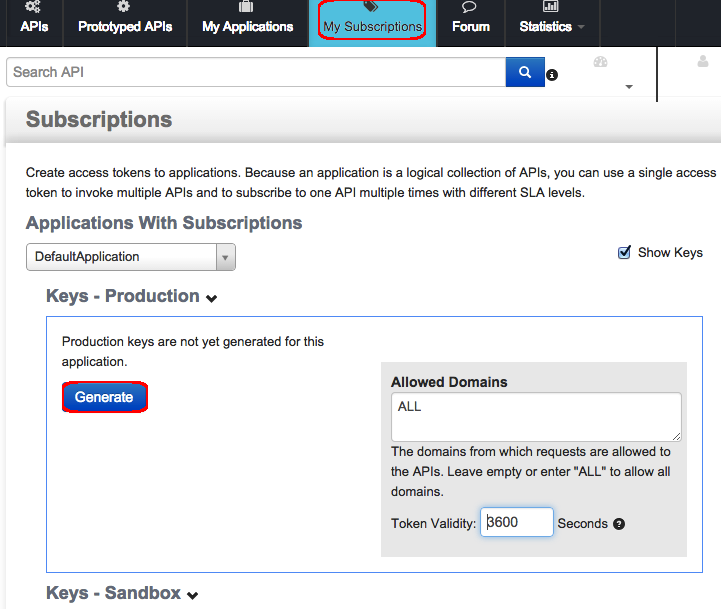 APIs Prototyped APIs My Applications My Subscriptions Forum Statistics
Search API
Subscriptions
Create access tokens to applications. Because an application is a logical collection of APIs, you can use a single access
token to invoke multiple APIs and to subscribe to one API multiple times with different SLA levels.
Applications With Subscriptions
DefaultApplication
Show Keys
Keys - Production
Production keys are not yet generated for this
application.
Generate
Allowed Domains
ALL
The domains from which requests are allowed to
the APIs. Leave empty or enter "ALL" to allow all
domains.
Token Validity: 3600 Seconds
Keys - Sandbox